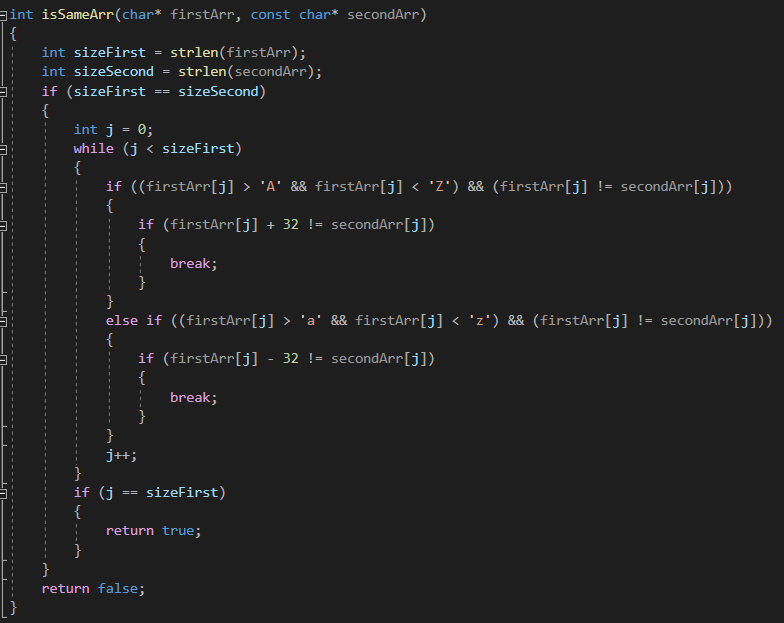 int isSameArr(char* firstArr, const char* secondArr)
{
    int sizeFirst = strlen(firstArr);
    int sizeSecond = strlen(secondArr);
    if (sizeFirst == sizeSecond)
    {
        int j = 0;
        while (j < sizeFirst)
        {
            if ((firstArr[j] > 'A' && firstArr[j] < 'Z') && (firstArr[j] != secondArr[j]))
            {
                if (firstArr[j] + 32 != secondArr[j])
                {
                    break;
                }
            }
            else if ((firstArr[j] > 'a' && firstArr[j] < 'z') && (firstArr[j] != secondArr[j]))
            {
                if (firstArr[j] - 32 != secondArr[j])
                {
                    break;
                }
            }
            j++;
        }
        if (j == sizeFirst)
        {
            return true;
        }
    }
    return false;
}